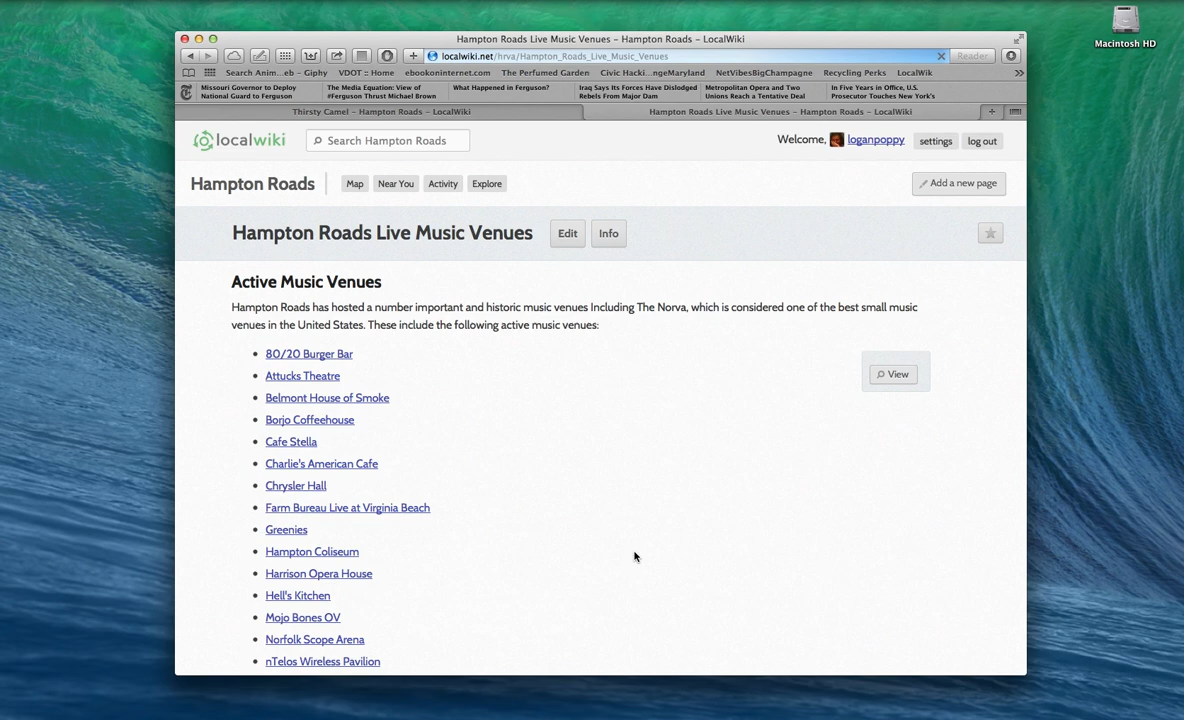 Macintosh HD
Hampton Roads Live Music Venues – Hampton Roads – LocalWiki
localwiki.net/hrva/Hampton_Roads_Live_Music_Venues
Reader
Search Anim...eb – Giphy VDOT :: Home ebookoninternet.com The Perfumed Garden Civic Hacki...ngeMaryland NetVibesBigChampagne Recycling Perks LocalWik
Missouri Governor to Deploy National Guard to Ferguson
The Media Equation: View of #Ferguson Thrust Michael Brown
What Happened in Ferguson?
Iraq Says Its Forces Have Dislodged Rebels From Major Dam
Metropolitan Opera and Two Unions Reach a Tentative Deal
In Five Years in Office, U.S. Prosecutor Touches New York's
Thirsty Camel – Hampton Roads – LocalWiki
Hampton Roads Live Music Venues – Hampton Roads – LocalWiki
localwiki
Search Hampton Roads
Welcome, loganpoppy settings log out
Hampton Roads Map Near You Activity Explore
Add a new page
Hampton Roads Live Music Venues Edit Info
Active Music Venues
Hampton Roads has hosted a number important and historic music venues Including The Norva, which is considered one of the best small music
venues in the United States. These include the following active music venues:
80/20 Burger Bar
Attucks Theatre
View
Belmont House of Smoke
Borjo Coffeehouse
Cafe Stella
Charlie's American Cafe
Chrysler Hall
Farm Bureau Live at Virginia Beach
Greenies
Hampton Coliseum
Harrison Opera House
Hell's Kitchen
Mojo Bones OV
Norfolk Scope Arena
nTelos Wireless Pavilion